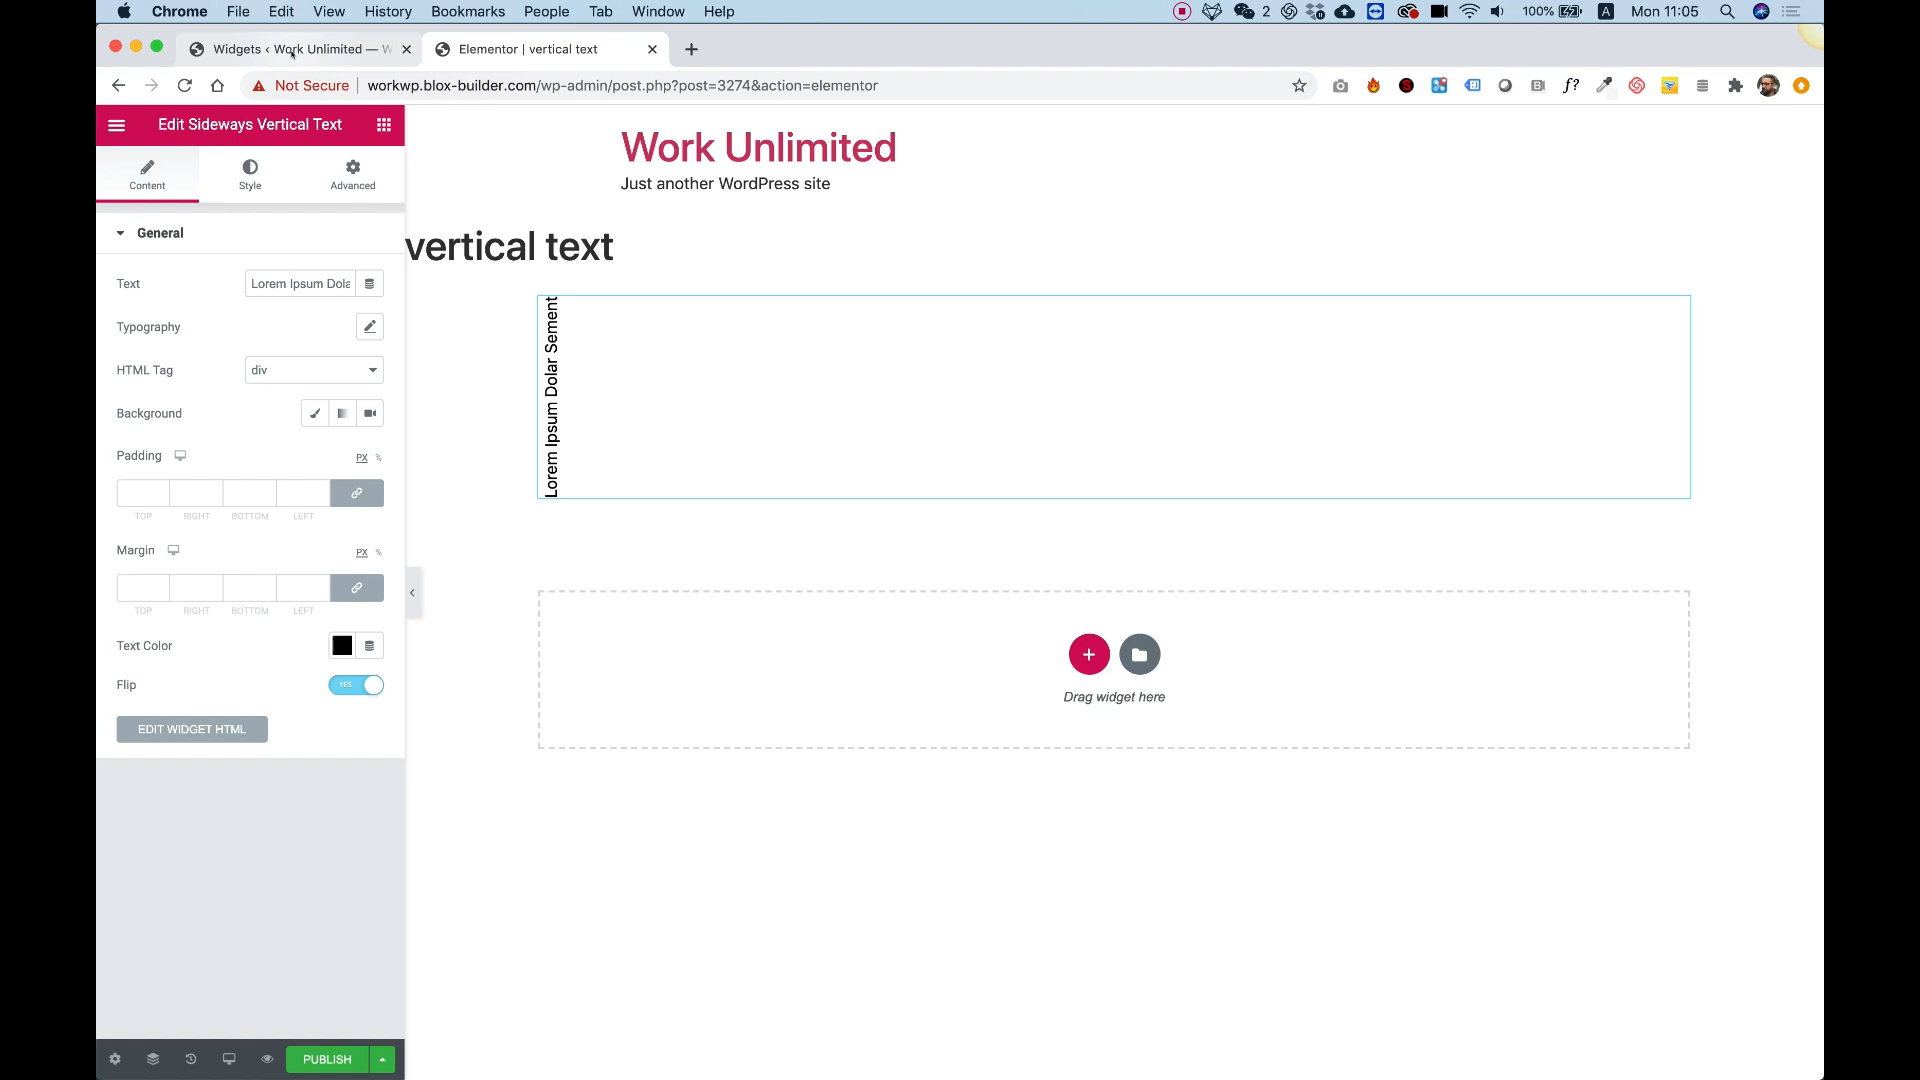 Chrome File Edit View History Bookmarks People Tab Window Help 2 100% A Mon 11:05
Widgets ‹ Work Unlimited — W Elementor | vertical text
Not Secure workwp.blox-builder.com/wp-admin/post.php?post=3274&action=elementor f?
Edit Sideways Vertical Text
Content Style Advanced
General
Text Lorem Ipsum Dola
Typography
HTML Tag div
Background
Padding PX %
TOP RIGHT BOTTOM LEFT
Margin PX %
TOP RIGHT BOTTOM LEFT
Text Color
Flip YES
EDIT WIDGET HTML
PUBLISH
Work Unlimited
Just another WordPress site
vertical text
Lorem Ipsum Dolar Sement
Drag widget here